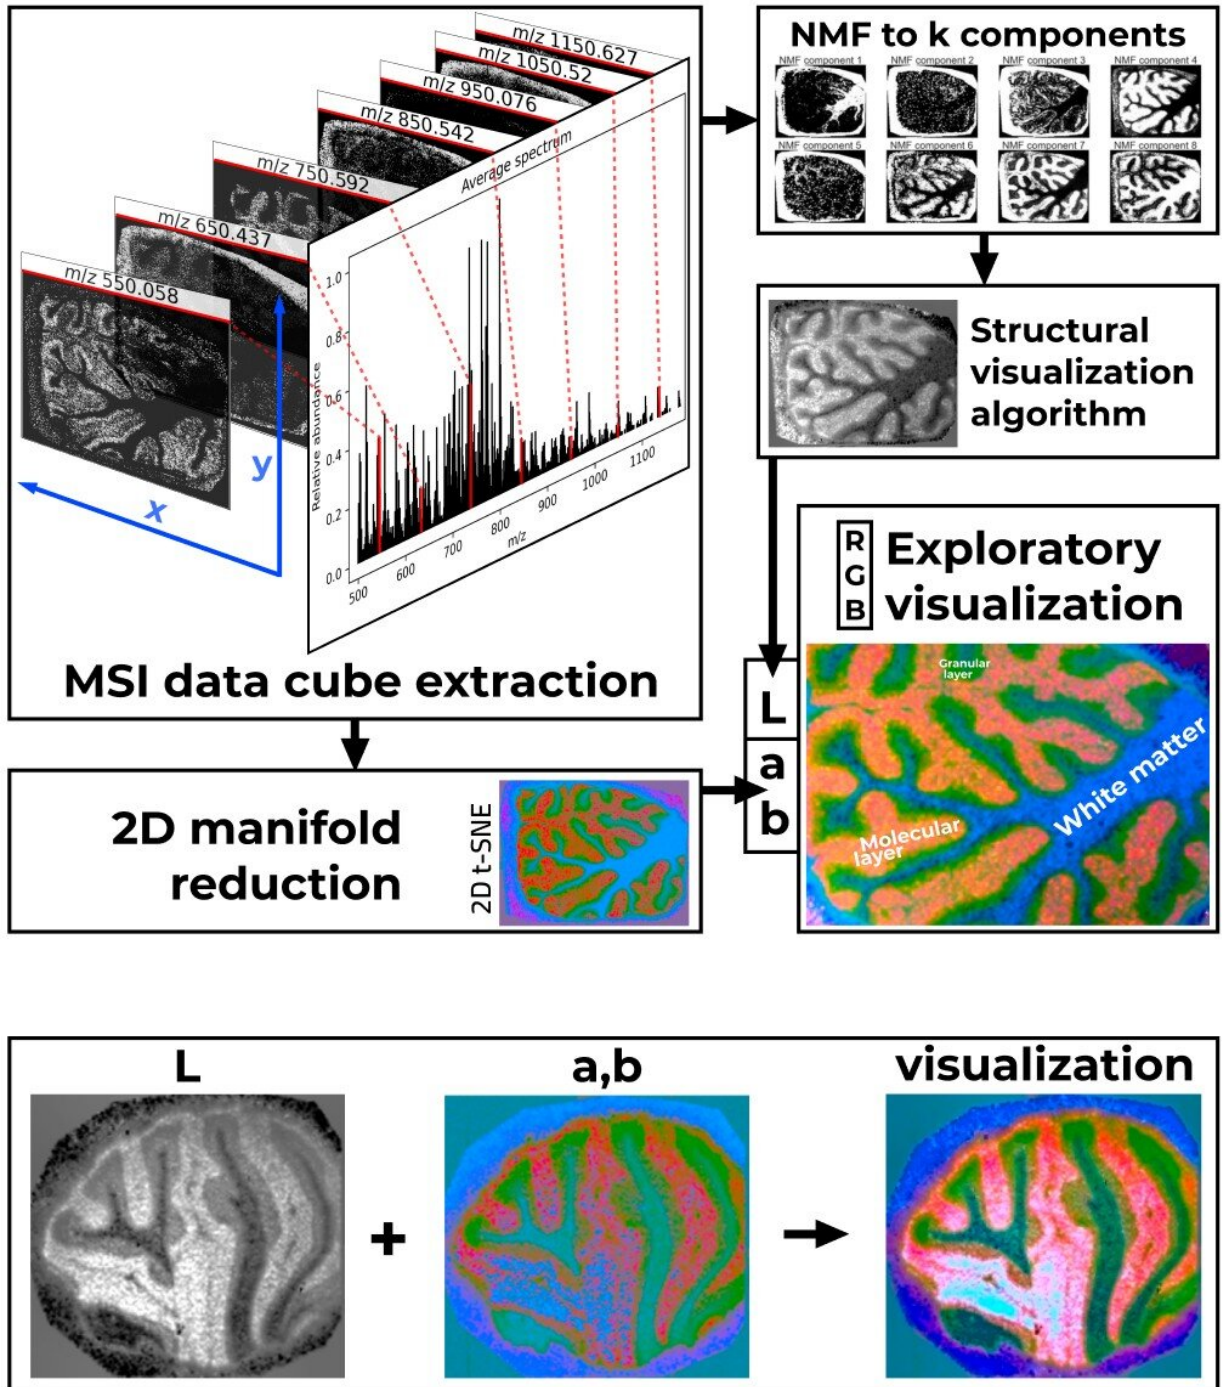 m/z 1150.627
m/z 1050.52
m/z 950.076
m/z 850.542
m/z 750.592
m/z 650.437
m/z 550.058
x
y
Average spectrum
Relative abundance
1.0
0.8
0.6
0.4
0.2
0.0
500
600
700
800
900
1000
1100
m/z
MSI data cube extraction
NMF to k components
NMF component 1
NMF component 2
NMF component 3
NMF component 4
NMF component 5
NMF component 6
NMF component 7
NMF component 8
Structural
visualization
algorithm
2D manifold
reduction
2D t-SNE
L
a
b
R
G
B
Exploratory
visualization
Granular
layer
White matter
Molecular
layer
L
a,b
visualization
+